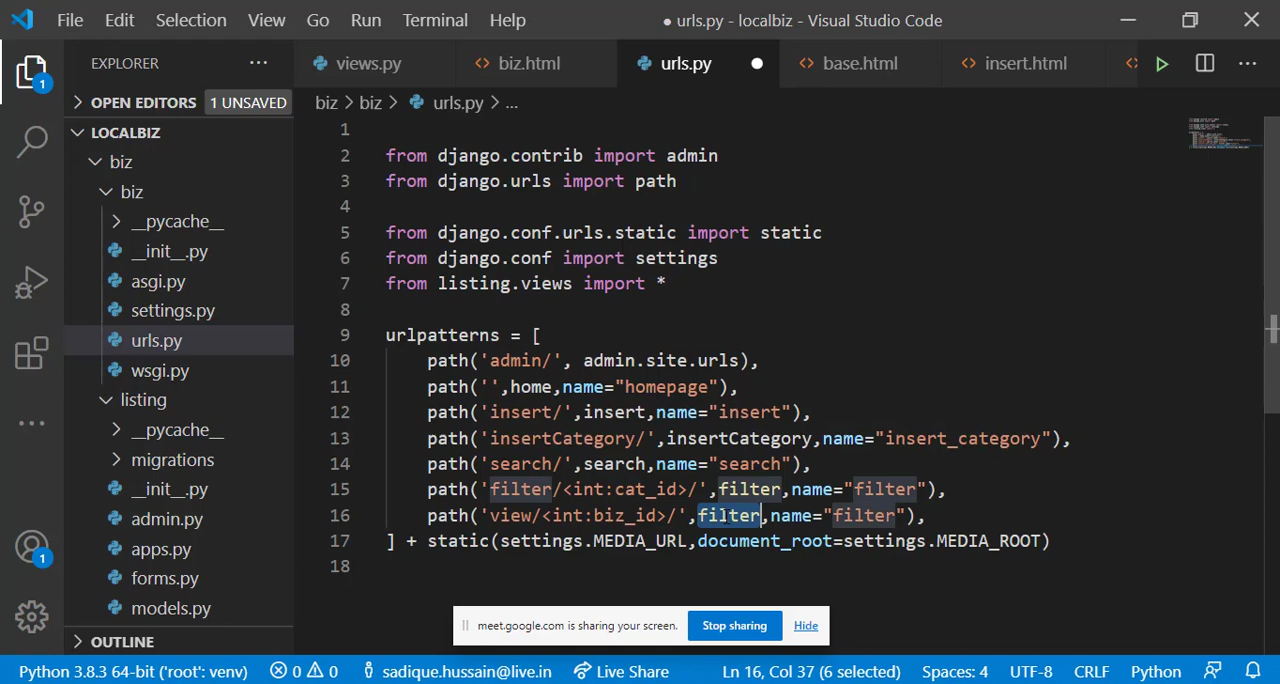 File Edit Selection View Go Run Terminal Help ● urls.py - localbiz - Visual Studio Code
EXPLORER ···
views.py biz.html urls.py base.html insert.html ···
1
OPEN EDITORS 1 UNSAVED
biz > biz > urls.py > ...
LOCALBIZ
biz
biz
__pycache__
__init__.py
asgi.py
settings.py
urls.py
wsgi.py
listing
__pycache__
migrations
__init__.py
admin.py
apps.py
forms.py
models.py
OUTLINE
1
1
2 from django.contrib import admin
3 from django.urls import path
4
5 from django.conf.urls.static import static
6 from django.conf import settings
7 from listing.views import *
8
9 urlpatterns = [
10 path('admin/', admin.site.urls),
11 path('',home,name="homepage"),
12 path('insert/',insert,name="insert"),
13 path('insertCategory/',insertCategory,name="insert_category"),
14 path('search/',search,name="search"),
15 path('filter/<int:cat_id>/',filter,name="filter"),
16 path('view/<int:biz_id>/',filter,name="filter"),
17 ] + static(settings.MEDIA_URL,document_root=settings.MEDIA_ROOT)
18
meet.google.com is sharing your screen. Stop sharing Hide
Python 3.8.3 64-bit ('root': venv) 0 0 sadique.hussain@live.in Live Share Ln 16, Col 37 (6 selected) Spaces: 4 UTF-8 CRLF Python